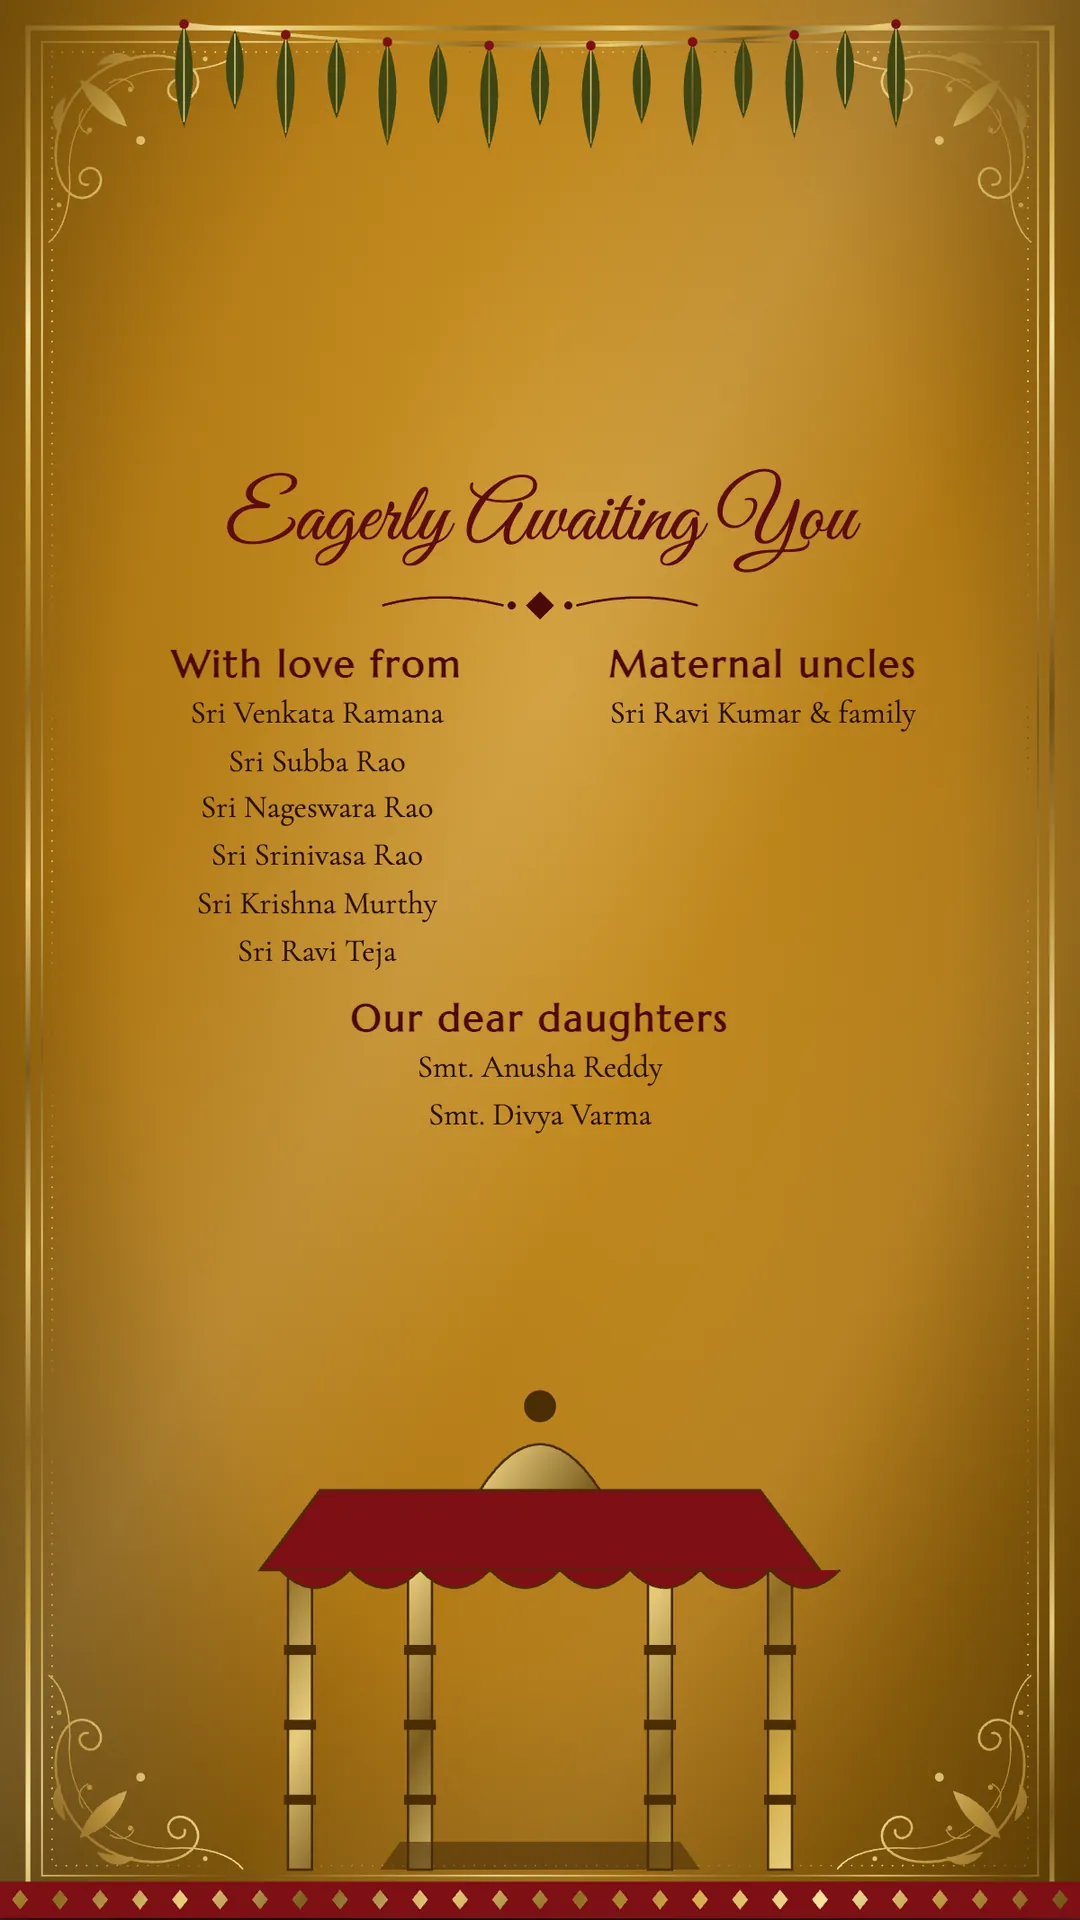 Eagerly Awaiting You
With love from
Sri Venkata Ramana
Sri Subba Rao
Sri Nageswara Rao
Sri Srinivasa Rao
Sri Krishna Murthy
Sri Ravi Teja
Maternal uncles
Sri Ravi Kumar & family
Our dear daughters
Smt. Anusha Reddy
Smt. Divya Varma